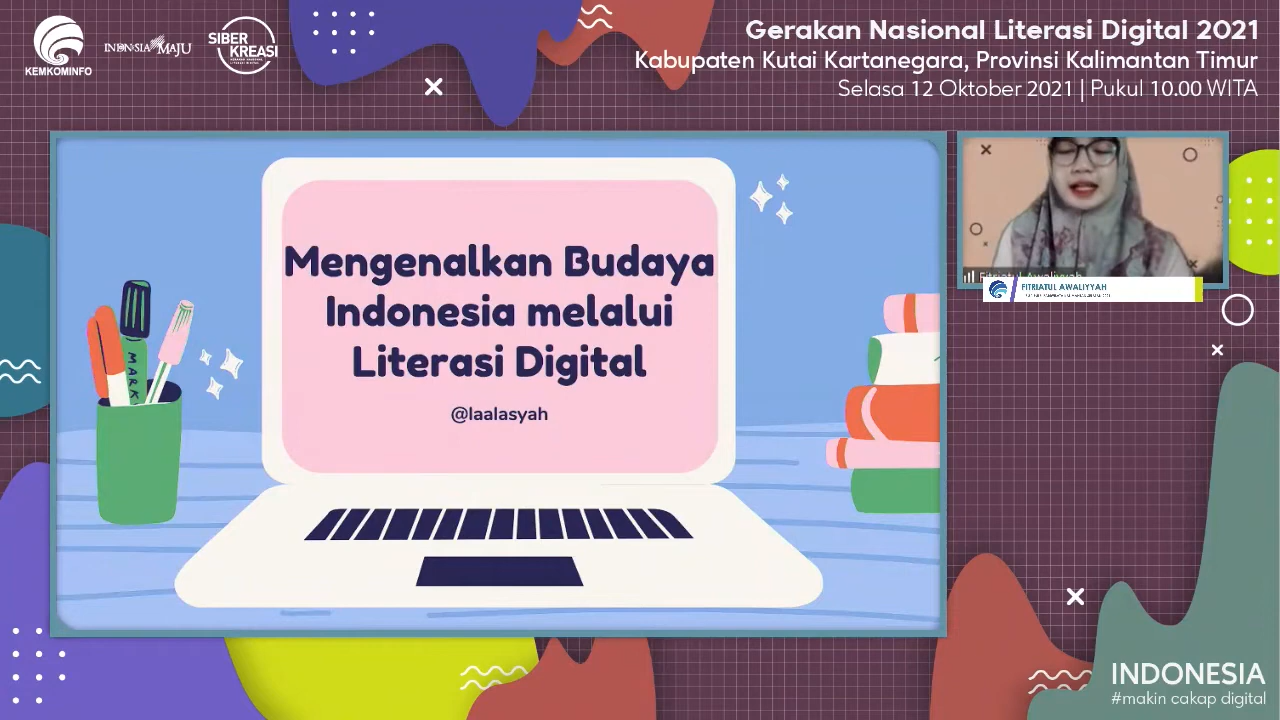 KEMKOMINFO
INDONESIA MAJU
SIBER
KREASI
Gerakan Nasional Literasi Digital 2021
Kabupaten Kutai Kartanegara, Provinsi Kalimantan Timur
Selasa 12 Oktober 2021 | Pukul 10.00 WITA
Mengenalkan Budaya
Indonesia melalui
Literasi Digital
@laalasyah
MARK
Fitriatul Awaliyyah
FITRIATUL AWALIYYAH
INDONESIA
#makin cakap digital